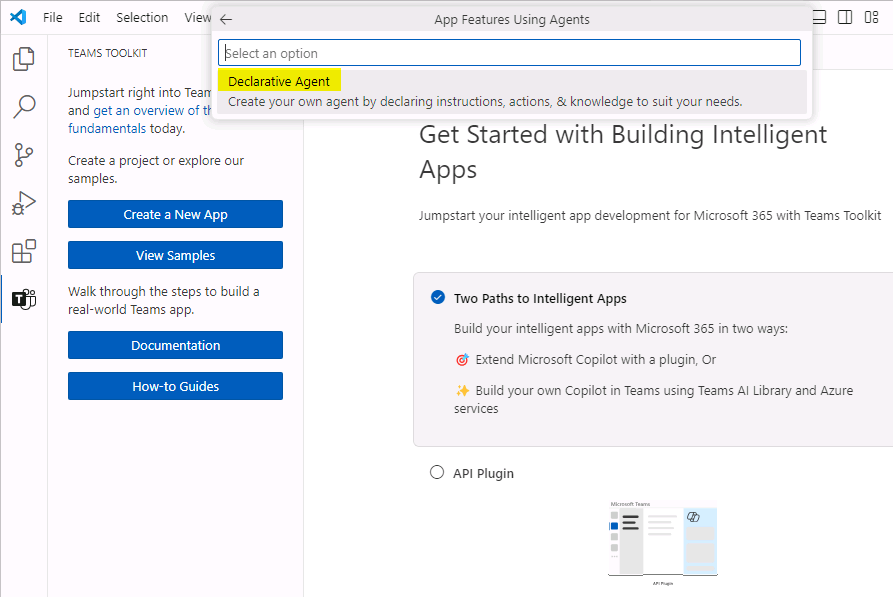 File Edit Selection View
App Features Using Agents
Select an option
Declarative Agent
Create your own agent by declaring instructions, actions, & knowledge to suit your needs.
TEAMS TOOLKIT
Jumpstart right into Team
and get an overview of th
fundamentals today.
Create a project or explore our
samples.
Create a New App
View Samples
Walk through the steps to build a
real-world Teams app.
Documentation
How-to Guides
Get Started with Building Intelligent
Apps
Jumpstart your intelligent app development for Microsoft 365 with Teams Toolkit
Two Paths to Intelligent Apps
Build your intelligent apps with Microsoft 365 in two ways:
Extend Microsoft Copilot with a plugin, Or
Build your own Copilot in Teams using Teams AI Library and Azure
services
API Plugin
Microsoft Teams
API Plugin